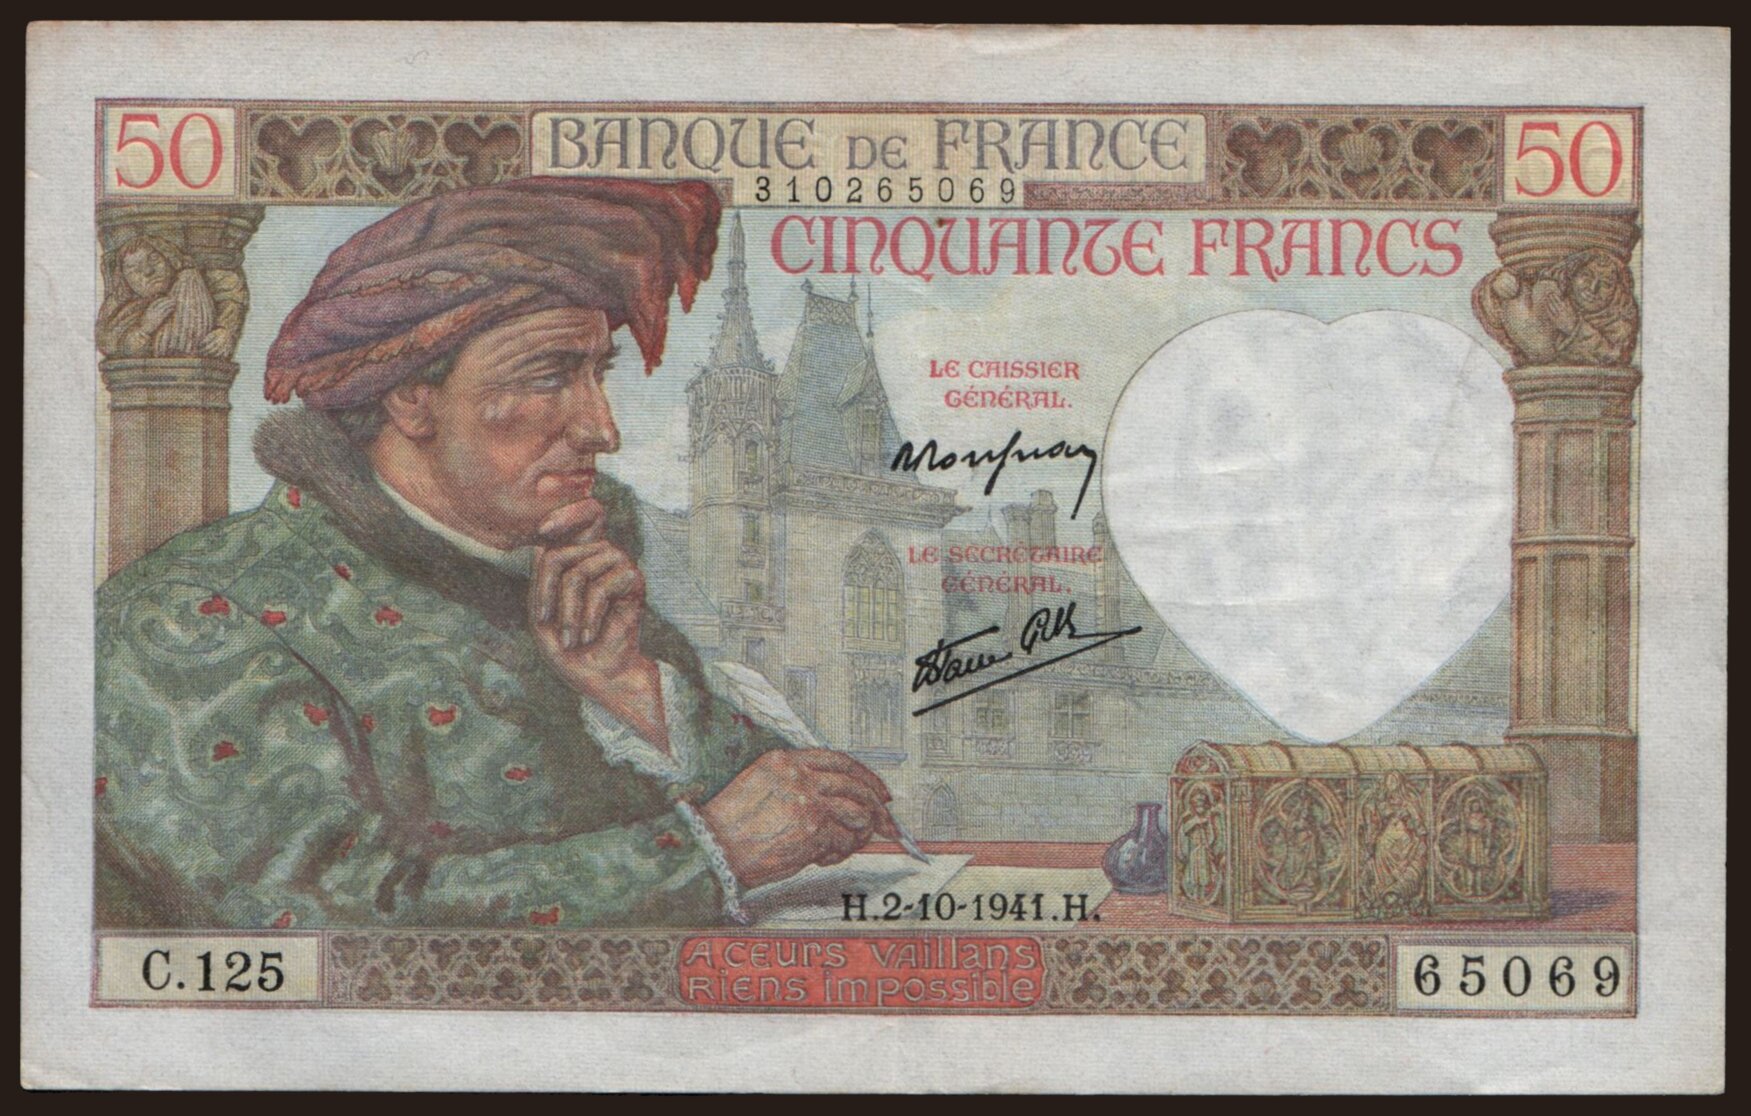 50
BANQUE DE FRANCE
50
310265069
CINQUANTE FRANCS
LE CAISSIER
GÉNÉRAL.
LE SECRÉTAIRE
GÉNÉRAL.
H.2-10-1941.H.
C.125
A CEURS VAILLANS
RIENS IMPOSSIBLE
65069